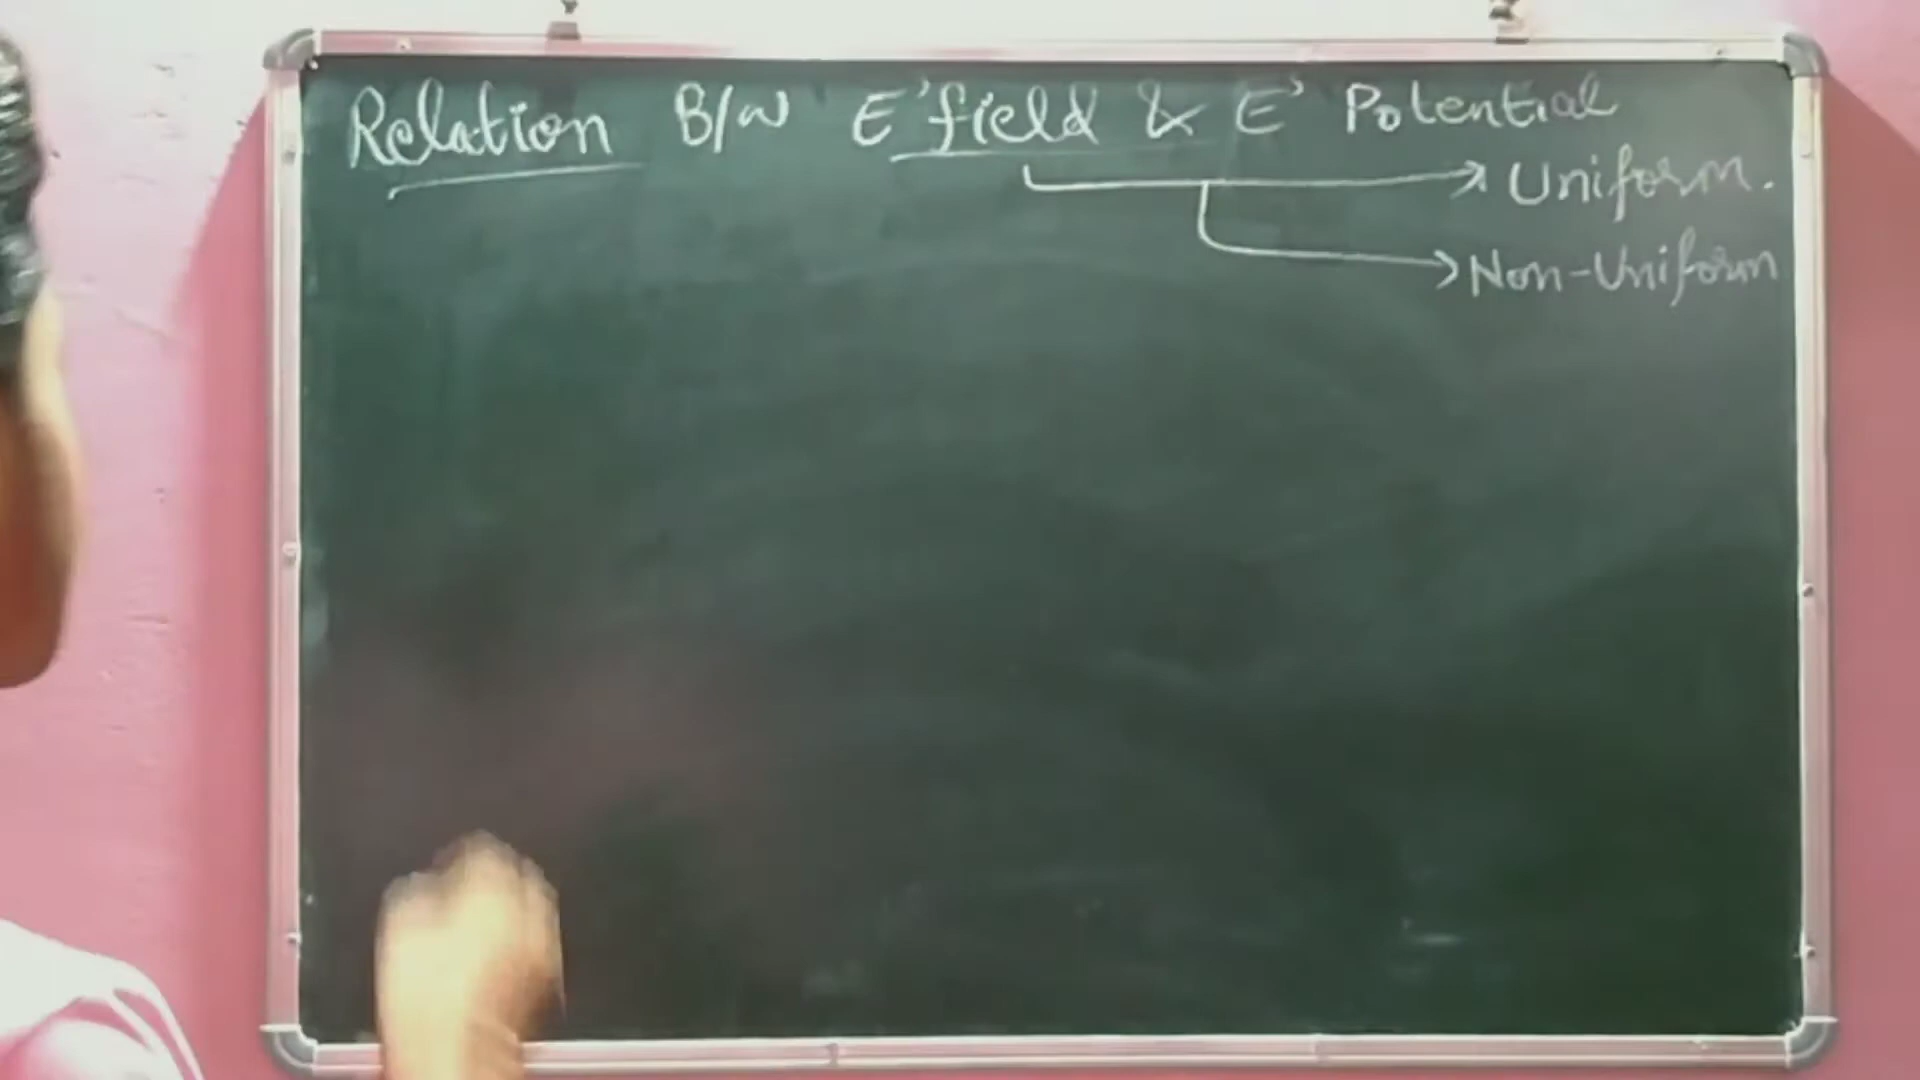 Relation B/w E'field & E' Potential
Uniform.
Non-Uniform